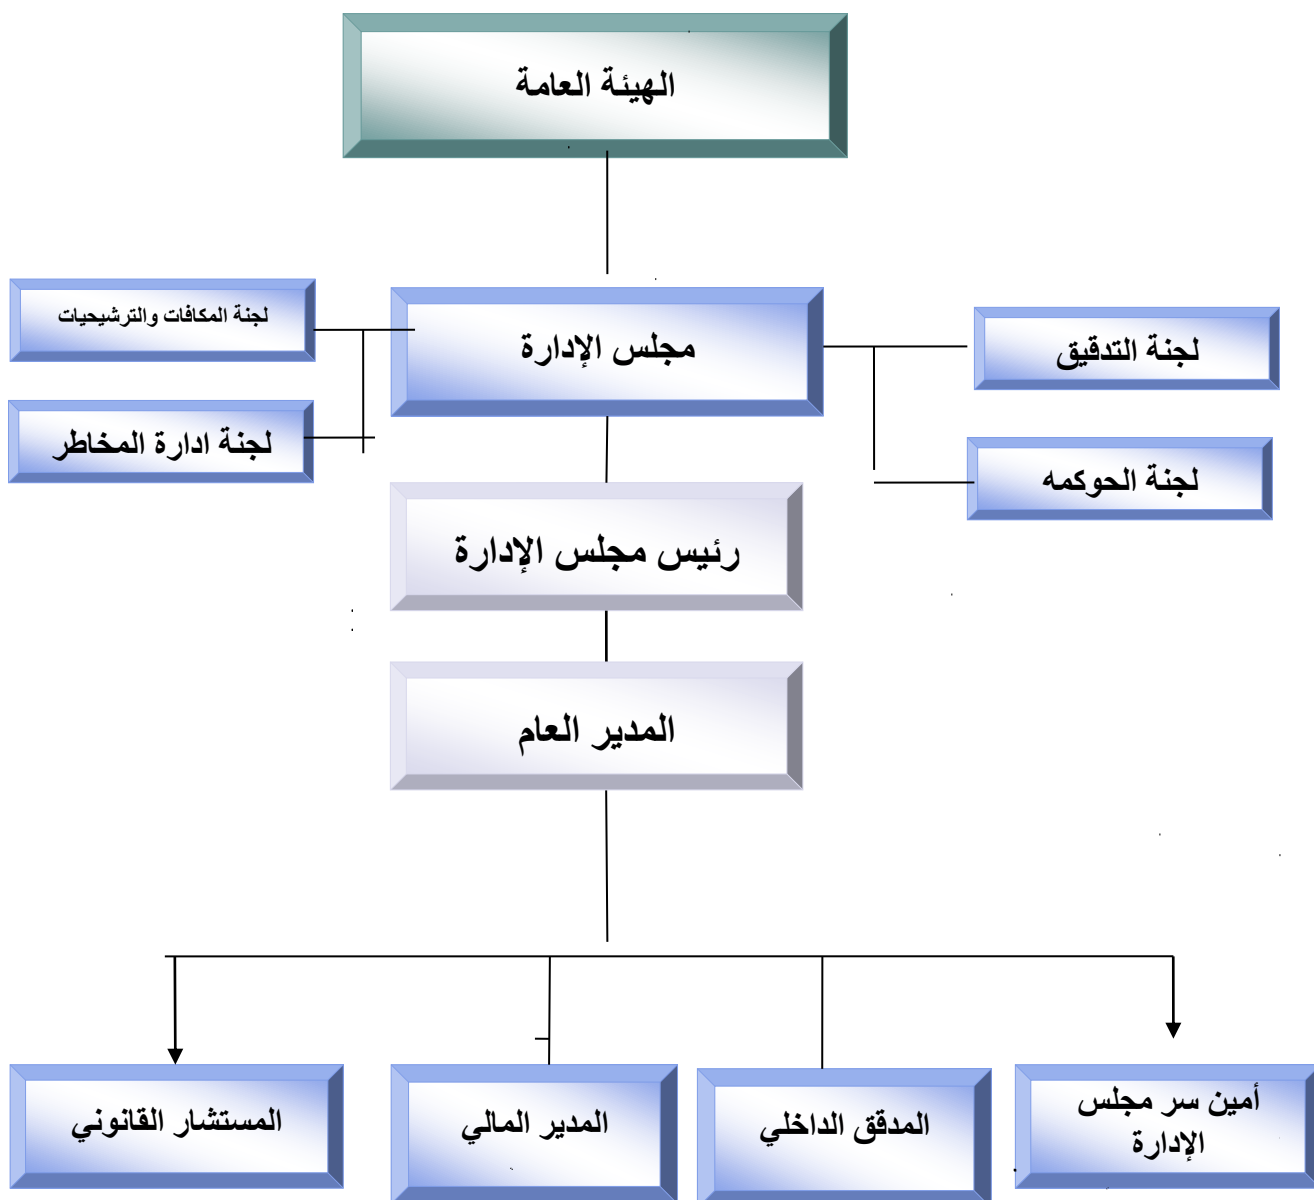 الهيئة العامة
مجلس الإدارة
لجنة التدقيق
لجنة الحوكمه
لجنة المكافات والترشيحيات
لجنة ادارة المخاطر
رئيس مجلس الإدارة
المدير العام
أمين سر مجلس
الإدارة
المدقق الداخلي
المدير المالي
المستشار القانوني